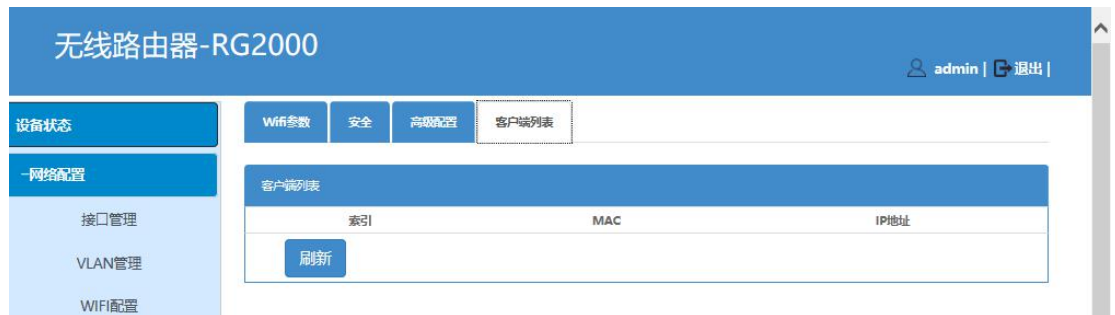 无线路由器-RG2000
admin | 退出 |
设备状态
Wifi参数 安全 高级配置 客户端列表
-网络配置
客户端列表
接口管理
索引 MAC IP地址
刷新
VLAN管理
WIFI配置